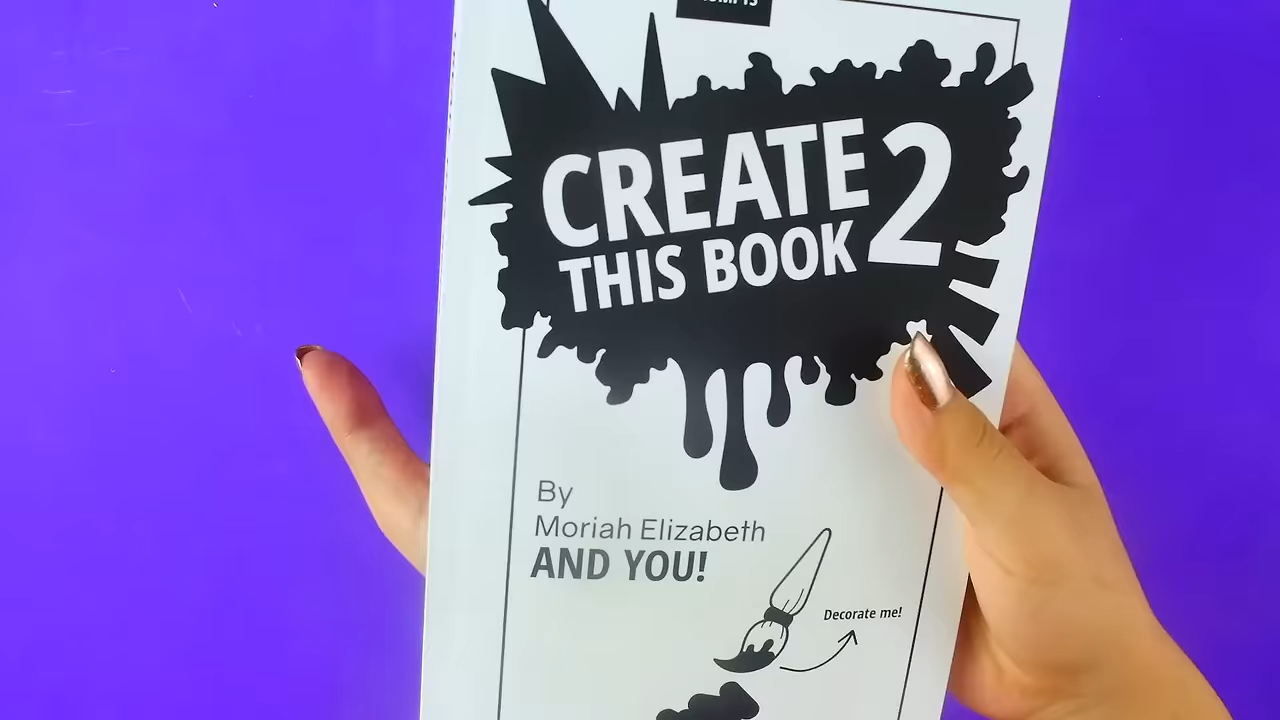 CREATE
THIS BOOK 2
By
Moriah Elizabeth
AND YOU!
Decorate me!